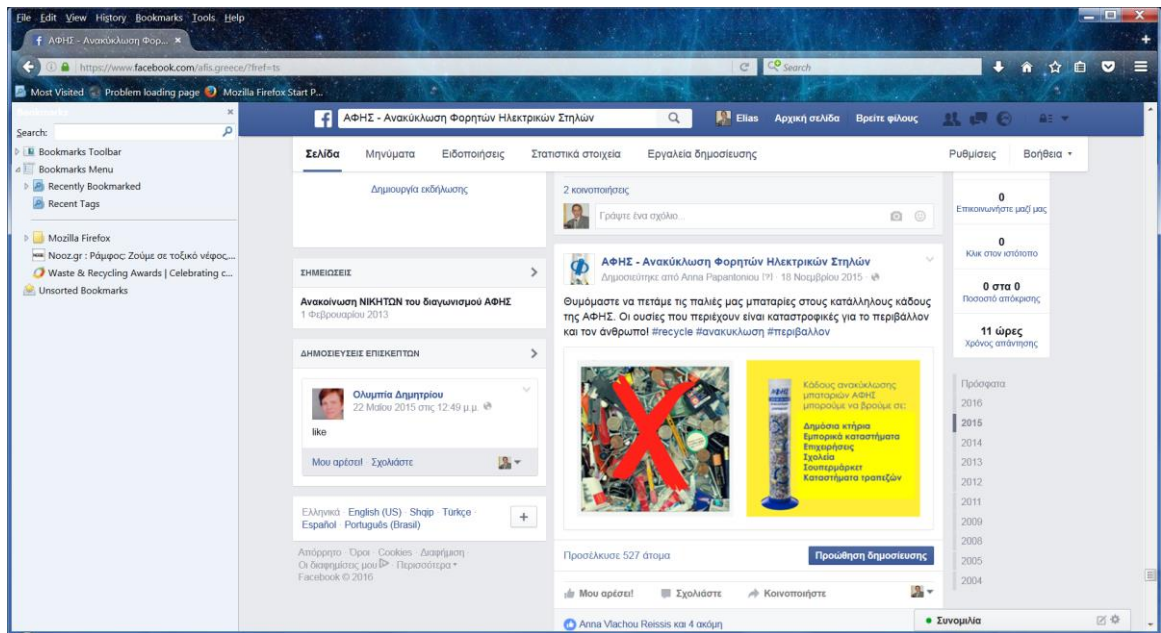 File Edit View History Bookmarks Tools Help
ΑΦΗΣ - Ανακύκλωση Φορ...
https://www.facebook.com/afis.greece/?fref=ts
Search
Most Visited Problem loading page Mozilla Firefox Start P...
Search:
Bookmarks Toolbar
Bookmarks Menu
Recently Bookmarked
Recent Tags
Mozilla Firefox
Nooz.gr : Ράμφος: Ζούμε σε τοξικό νέφος,...
Waste & Recycling Awards | Celebrating c...
Unsorted Bookmarks
ΑΦΗΣ - Ανακύκλωση Φορητών Ηλεκτρικών Στηλών
Elias Αρχική σελίδα Βρείτε φίλους
Σελίδα Μηνύματα Ειδοποιήσεις Στατιστικά στοιχεία Εργαλεία δημοσίευσης Ρυθμίσεις Βοήθεια
Δημιουργία εκδήλωσης
ΣΗΜΕΙΩΣΕΙΣ
Ανακοίνωση ΝΙΚΗΤΩΝ του διαγωνισμού ΑΦΗΣ
1 Φεβρουαρίου 2013
ΔΗΜΟΣΙΕΥΣΕΙΣ ΕΠΙΣΚΕΠΤΩΝ
Ολυμπία Δημητρίου
22 Μαΐου 2015 στις 12:49 μ.μ.
like
Μου αρέσει! · Σχολιάστε
Ελληνικά · English (US) · Shqip · Türkçe ·
Español · Português (Brasil)
Απόρρητο · Όροι · Cookies · Διαφήμιση ·
Οι διαφημίσεις μου · Περισσότερα
Facebook © 2016
2 κοινοποιήσεις
Γράψτε ένα σχόλιο...
ΑΦΗΣ - Ανακύκλωση Φορητών Ηλεκτρικών Στηλών
Δημοσιεύτηκε από Anna Papantoniou [?] · 18 Νοεμβρίου 2015 ·
Θυμόμαστε να πετάμε τις παλιές μας μπαταρίες στους κατάλληλους κάδους
της ΑΦΗΣ. Οι ουσίες που περιέχουν είναι καταστροφικές για το περιβάλλον
και τον άνθρωπο! #recycle #ανακυκλωση #περιβαλλον
ΑΦΗΣ
Κάδους ανακύκλωσης
μπαταριών ΑΦΗΣ
μπορούμε να βρούμε σε:
Δημόσια κτήρια
Εμπορικά καταστήματα
Επιχειρήσεις
Σχολεία
Σουπερμάρκετ
Καταστήματα τραπεζών
Προσέλκυσε 527 άτομα
Προώθηση δημοσίευσης
Μου αρέσει! Σχολιάστε Κοινοποιήστε
Anna Vlachou Reissis και 4 ακόμη
0
Επικοινωνήστε μαζί μας
0
Κλικ στον ιστότοπο
0 στα 0
Ποσοστό απόκρισης
11 ώρες
Χρόνος απάντησης
Πρόσφατα
2016
2015
2014
2013
2012
2011
2009
2008
2005
2004
Συνομιλία